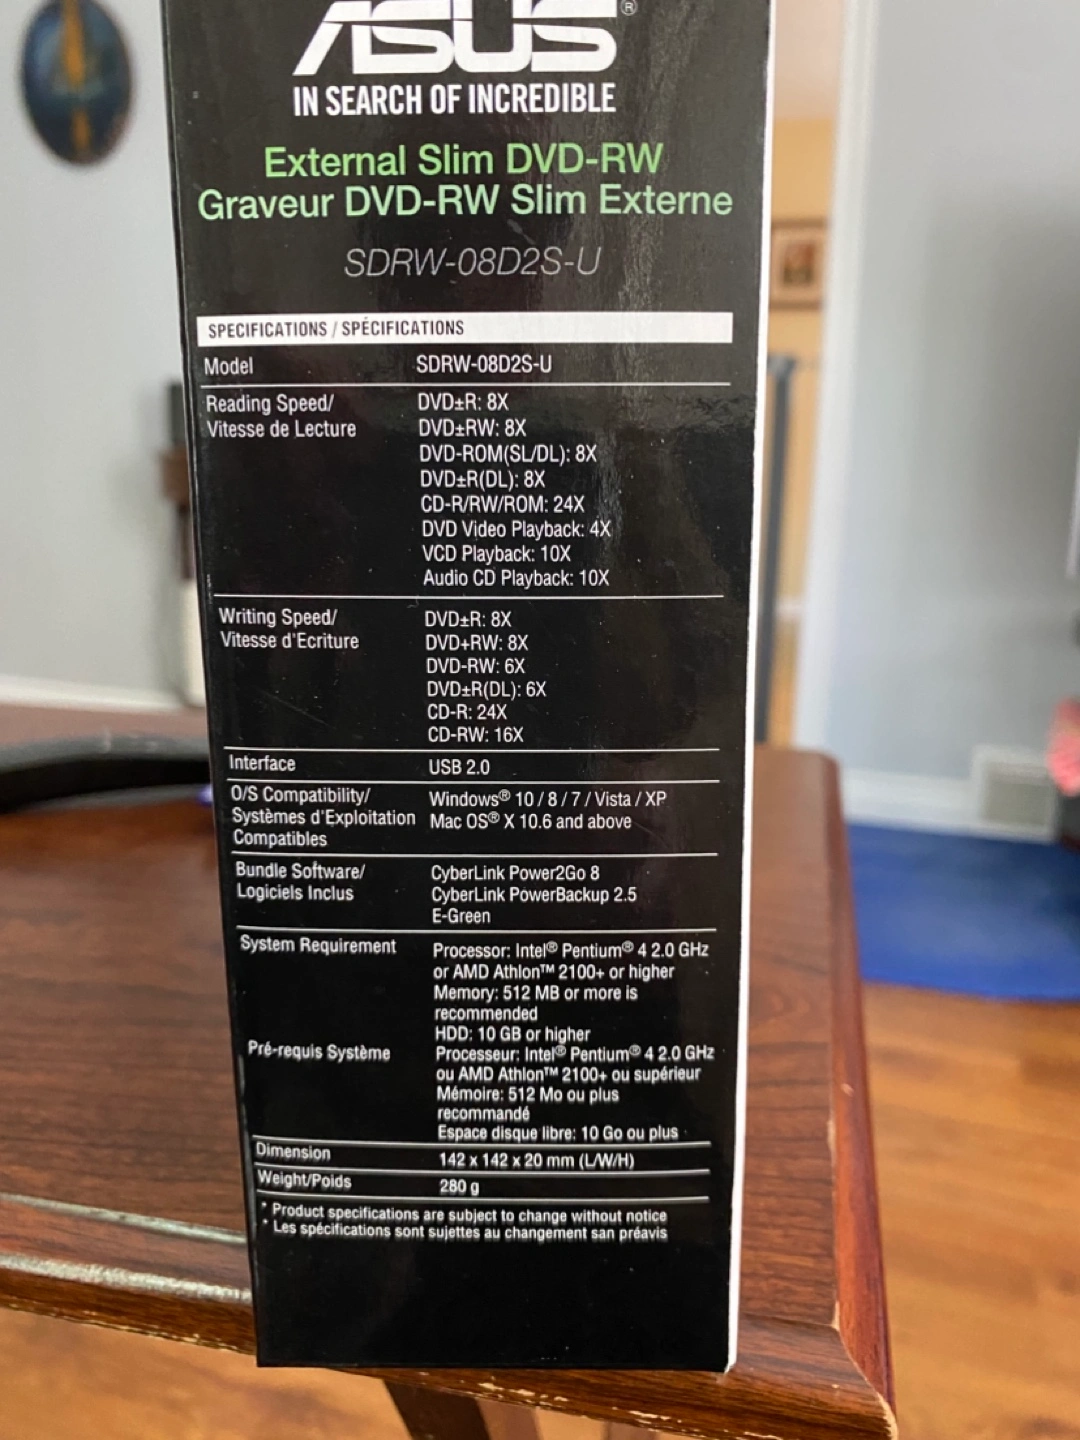 ASUS®
IN SEARCH OF INCREDIBLE
External Slim DVD-RW
Graveur DVD-RW Slim Externe
SDRW-08D2S-U
SPECIFICATIONS / SPÉCIFICATIONS
Model SDRW-08D2S-U
Reading Speed/ DVD±R: 8X
Vitesse de Lecture DVD±RW: 8X
DVD-ROM(SL/DL): 8X
DVD±R(DL): 8X
CD-R/RW/ROM: 24X
DVD Video Playback: 4X
VCD Playback: 10X
Audio CD Playback: 10X
Writing Speed/ DVD±R: 8X
Vitesse d'Ecriture DVD+RW: 8X
DVD-RW: 6X
DVD±R(DL): 6X
CD-R: 24X
CD-RW: 16X
Interface USB 2.0
O/S Compatibility/ Windows® 10 / 8 / 7 / Vista / XP
Systèmes d'Exploitation Mac OS® X 10.6 and above
Compatibles
Bundle Software/ CyberLink Power2Go 8
Logiciels Inclus CyberLink PowerBackup 2.5
E-Green
System Requirement Processor: Intel® Pentium® 4 2.0 GHz
or AMD Athlon™ 2100+ or higher
Memory: 512 MB or more is
recommended
HDD: 10 GB or higher
Pré-requis Système Processeur: Intel® Pentium® 4 2.0 GHz
ou AMD Athlon™ 2100+ ou supérieur
Mémoire: 512 Mo ou plus
recommandé
Espace disque libre: 10 Go ou plus
Dimension 142 x 142 x 20 mm (L/W/H)
Weight/Poids 280 g
* Product specifications are subject to change without notice
* Les spécifications sont sujettes au changement san préavis